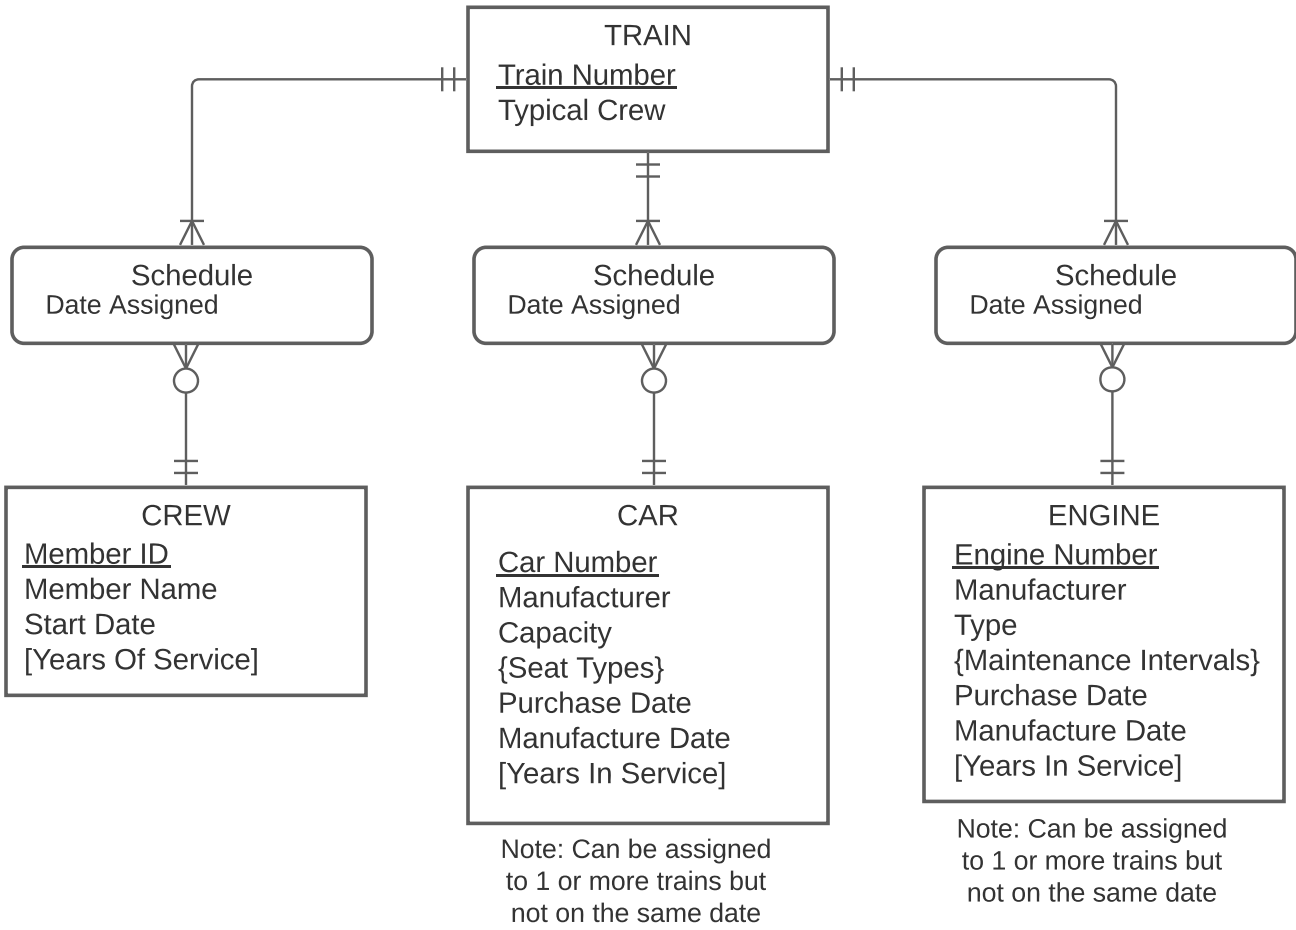 TRAIN
Train Number
Typical Crew
Schedule
Date Assigned
Schedule
Date Assigned
Schedule
Date Assigned
CREW
Member ID
Member Name
Start Date
[Years Of Service]
CAR
Car Number
Manufacturer
Capacity
{Seat Types}
Purchase Date
Manufacture Date
[Years In Service]
Note: Can be assigned
to 1 or more trains but
not on the same date
ENGINE
Engine Number
Manufacturer
Type
{Maintenance Intervals}
Purchase Date
Manufacture Date
[Years In Service]
Note: Can be assigned
to 1 or more trains but
not on the same date